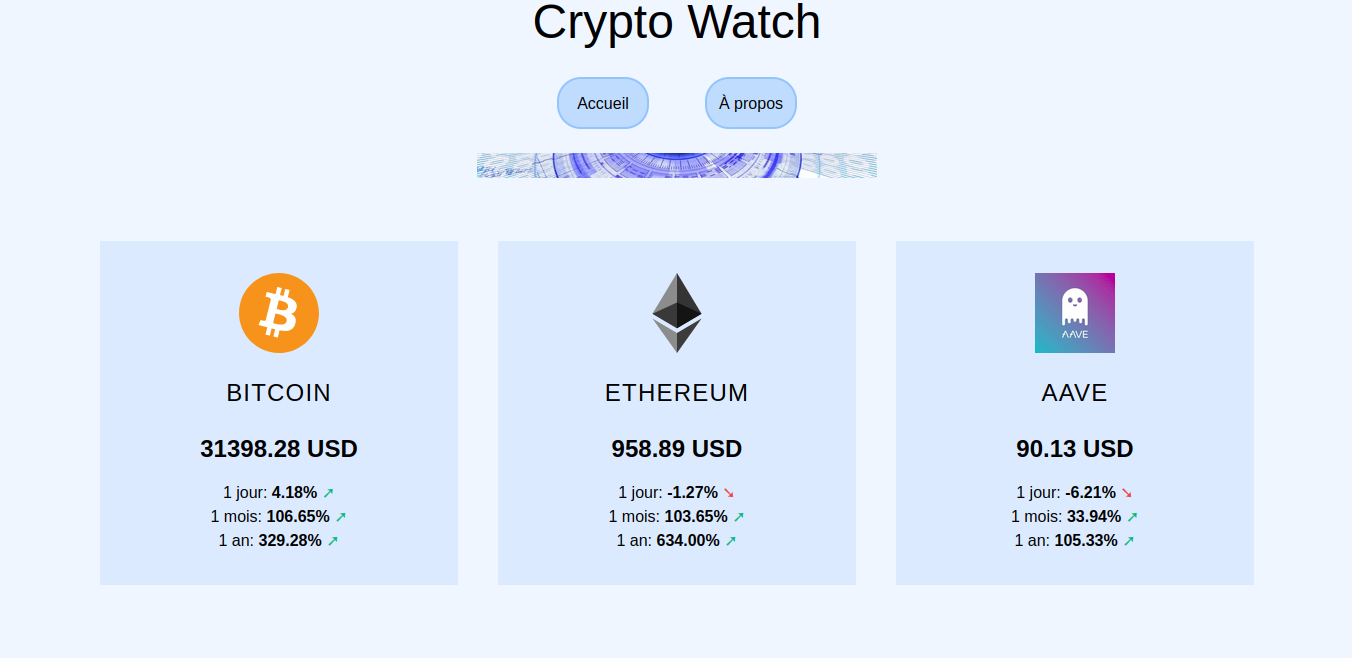 Crypto Watch
Accueil
À propos
BITCOIN
31398.28 USD
1 jour: 4.18% ➚
1 mois: 106.65% ➚
1 an: 329.28% ➚
ETHEREUM
958.89 USD
1 jour: -1.27% ➘
1 mois: 103.65% ➚
1 an: 634.00% ➚
AAVE
AAVE
90.13 USD
1 jour: -6.21% ➘
1 mois: 33.94% ➚
1 an: 105.33% ➚